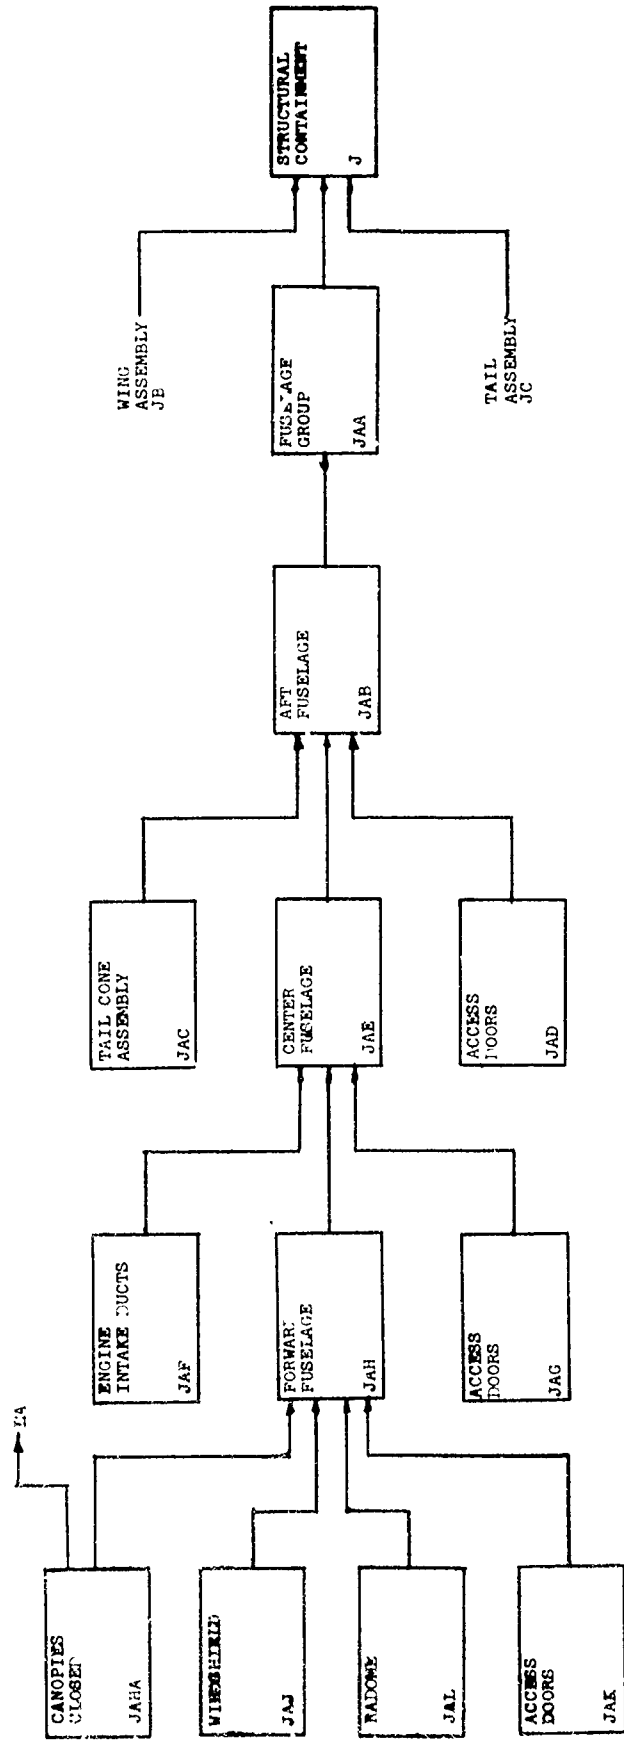 CANOPIES
CLOSED
JAHA
WINDSHIELD
JAJ
RADOME
JAL
ACCESS
DOORS
JAK
ENGINE
INTAKE DUCTS
JAF
FORWARD
FUSELAGE
JAH
ACCESS
DOORS
JAG
TAIL CONE
ASSEMBLY
JAC
CENTER
FUSELAGE
JAE
ACCESS
DOORS
JAD
AFT
FUSELAGE
JAB
FUSELAGE
GROUP
JAA
WING
ASSEMBLY
JB
TAIL
ASSEMBLY
JC
STRUCTURAL
CONTAINMENT
J